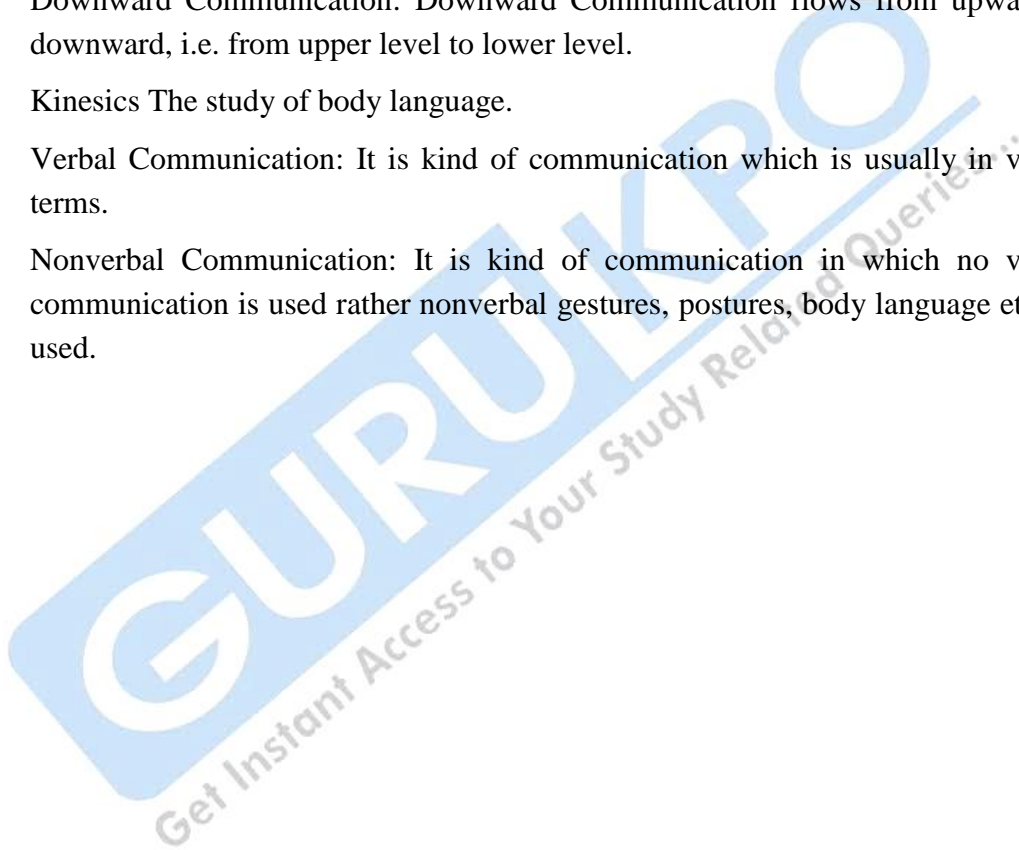 Downward Communication: Downward Communication flows from
downward, i.e. from upper level to lower level.
Kinesics The study of body language.
Verbal Communication: It is kind of communication which is usually in
terms.
Nonverbal Communication: It is kind of communication in which no
communication is used rather nonverbal gestures, postures, body language
used.
GURUKPO
Get Instant Access to Your Study Related Queries...